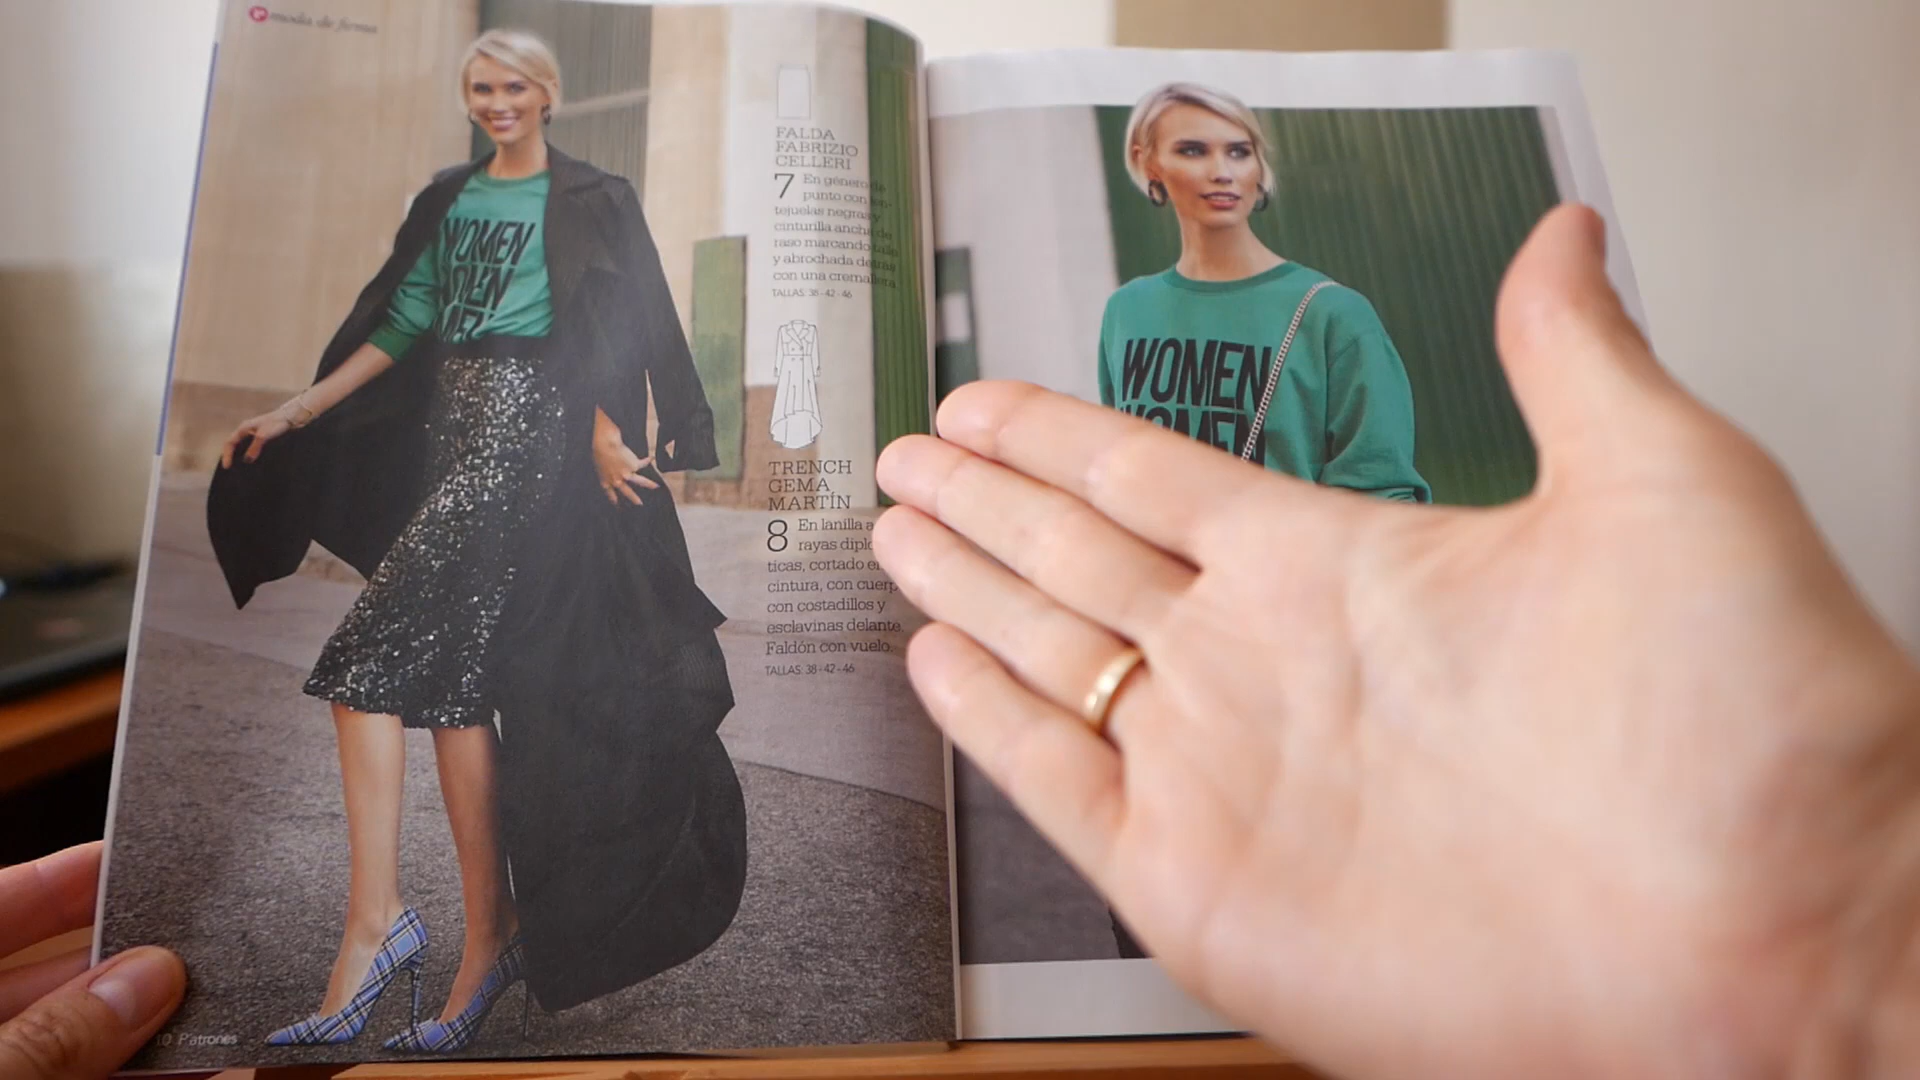 moda de firma
FALDA
FABRIZIO
CELLERI
7 En género de
punto con len-
tejuelas negras y
cinturilla ancha de
raso marcando talle
y abrochada detrás
con una cremallera.
TALLAS: 38 - 42 - 46
TRENCH
GEMA
MARTÍN
8 En lanilla a
rayas diplo
ticas, cortado en
cintura, con cuerp
con costadillos y
esclavinas delante.
Faldón con vuelo.
TALLAS: 38 - 42 - 46
WOMEN
WOMEN
WOMEN
WOMEN
10 Patrones